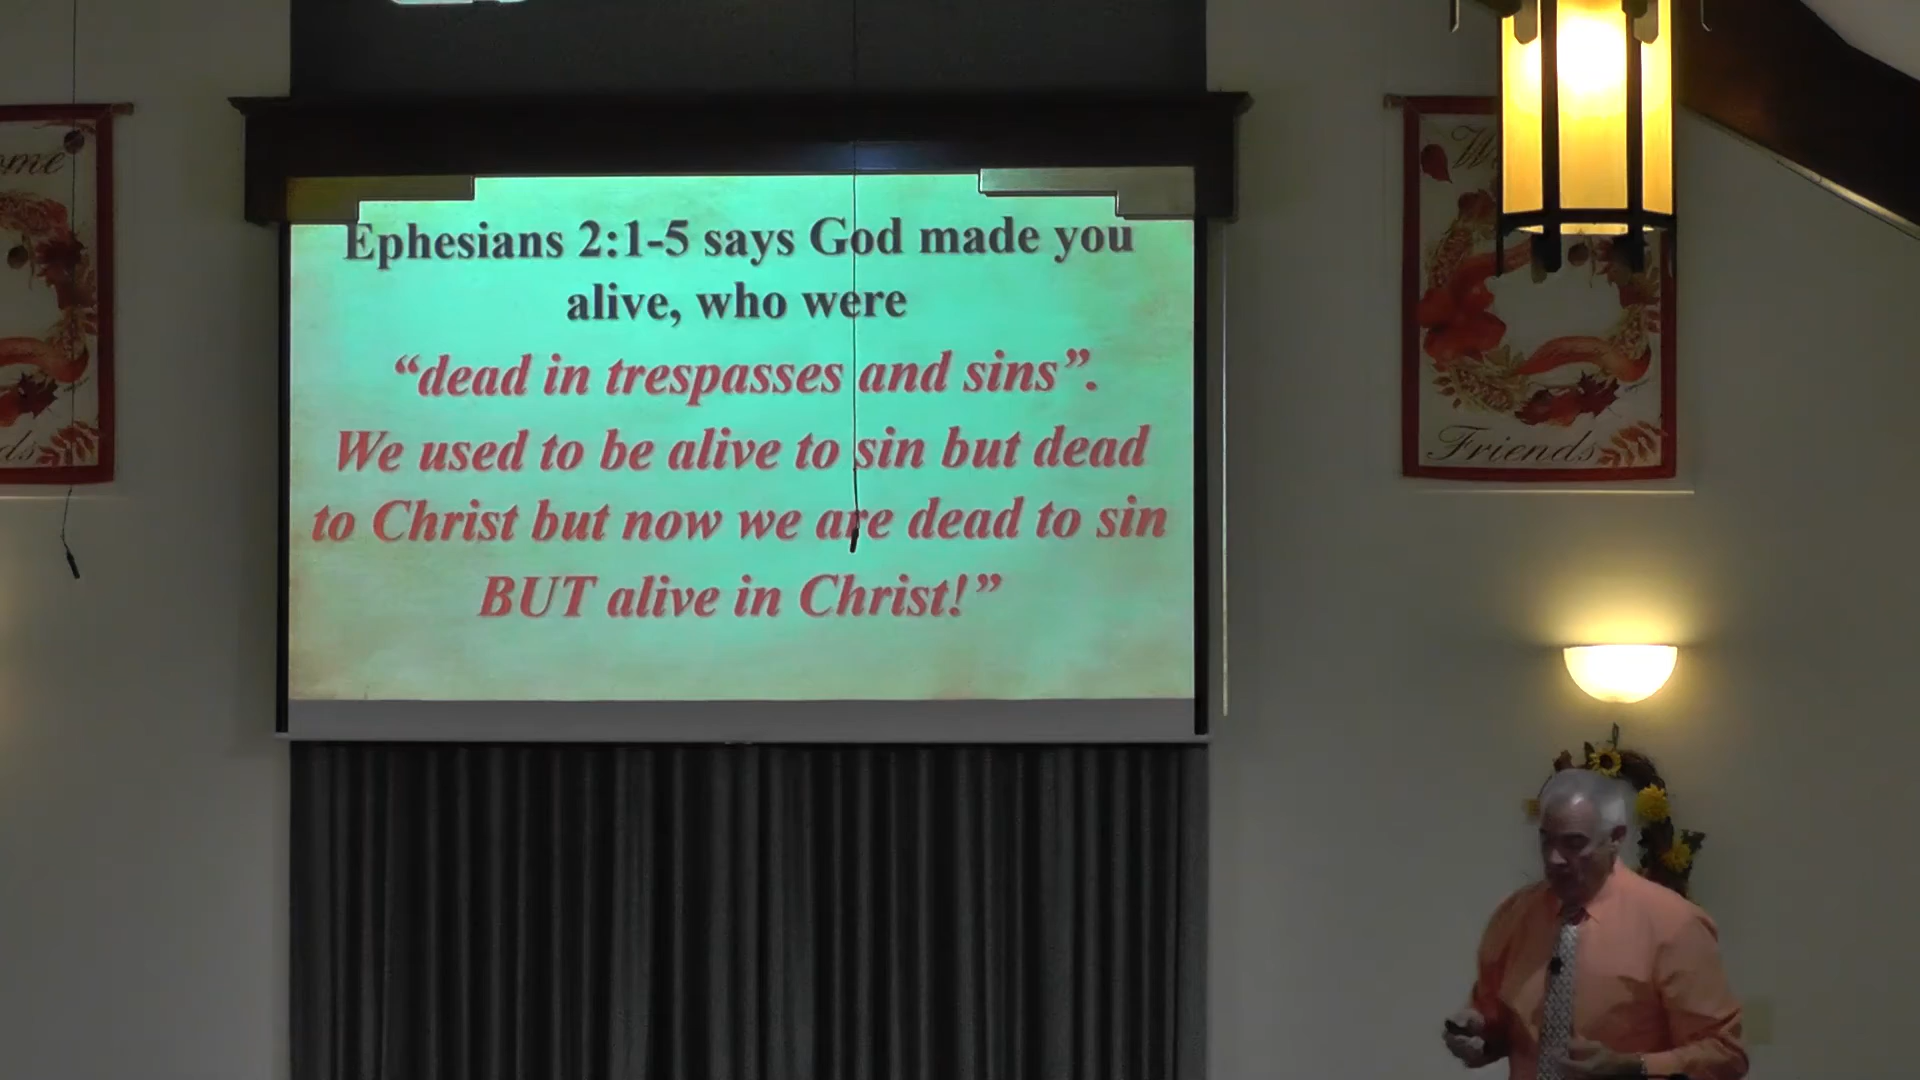 Ephesians 2:1-5 says God made you
alive, who were
“dead in trespasses and sins”.
We used to be alive to sin but dead
to Christ but now we are dead to sin
BUT alive in Christ!”
Friends